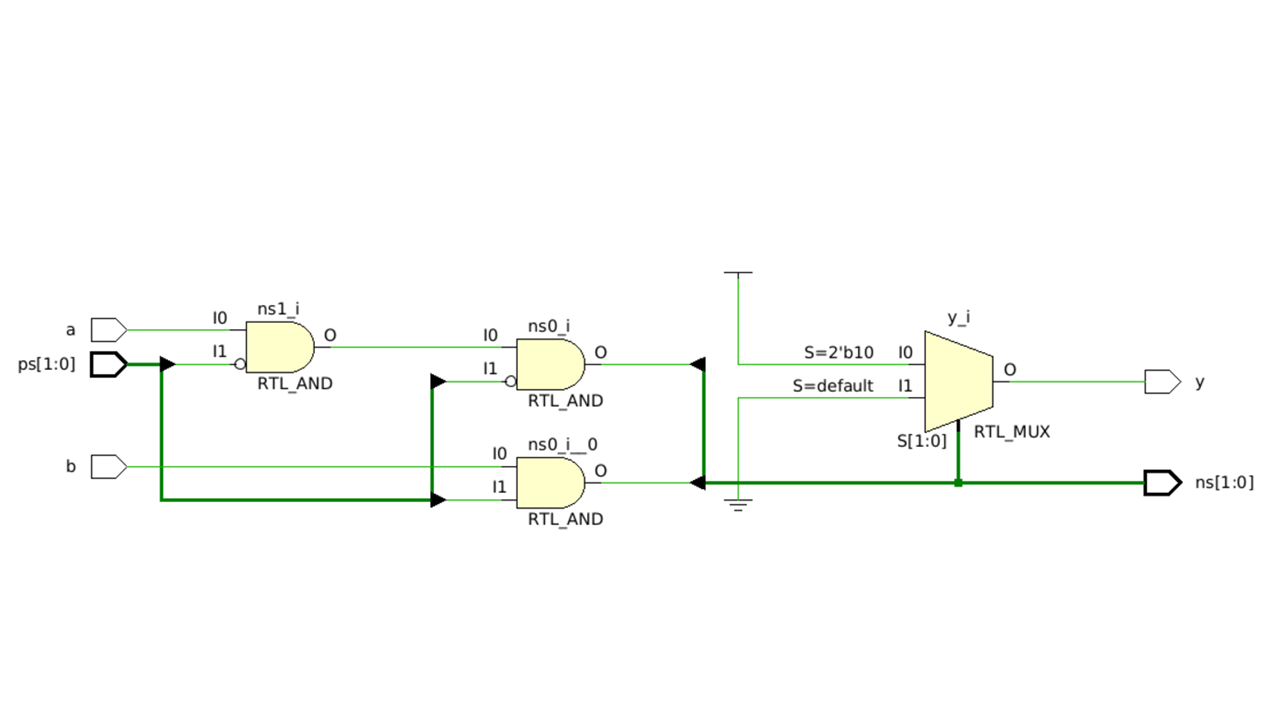 a
ps[1:0]
b
ns1_i
I0
I1
O
RTL_AND
ns0_i
I0
I1
O
RTL_AND
ns0_i__0
I0
I1
O
RTL_AND
y_i
S=2'b10 I0
S=default I1
S[1:0]
O
RTL_MUX
y
ns[1:0]